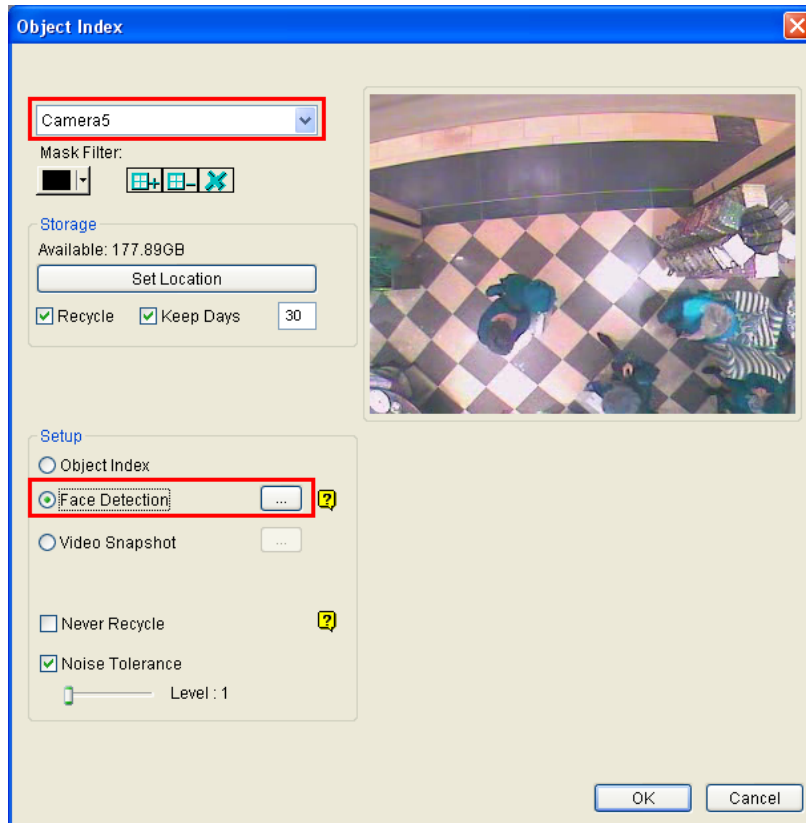 Object Index
Camera5
Mask Filter:
Storage
Available: 177.89GB
Set Location
Recycle Keep Days 30
Setup
Object Index
Face Detection ... ?
Video Snapshot ...
Never Recycle ?
Noise Tolerance
Level : 1
OK Cancel